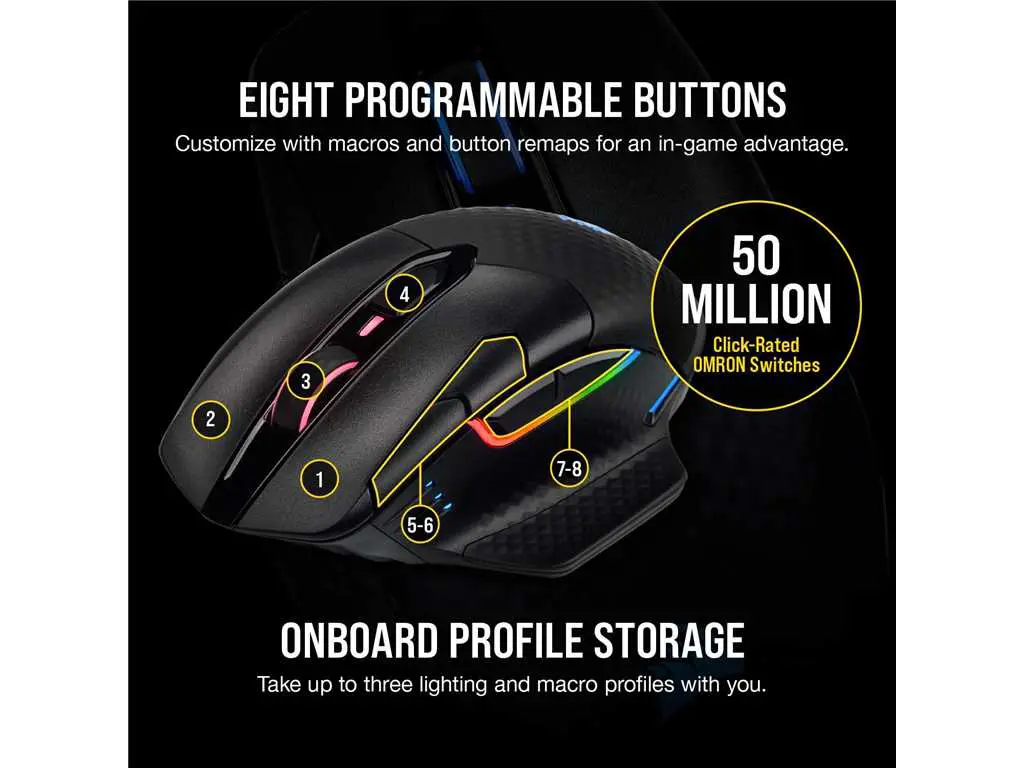 EIGHT PROGRAMMABLE BUTTONS
Customize with macros and button remaps for an in-game advantage.
50
MILLION
Click-Rated
OMRON Switches
4
3
2
1
7-8
5-6
ONBOARD PROFILE STORAGE
Take up to three lighting and macro profiles with you.